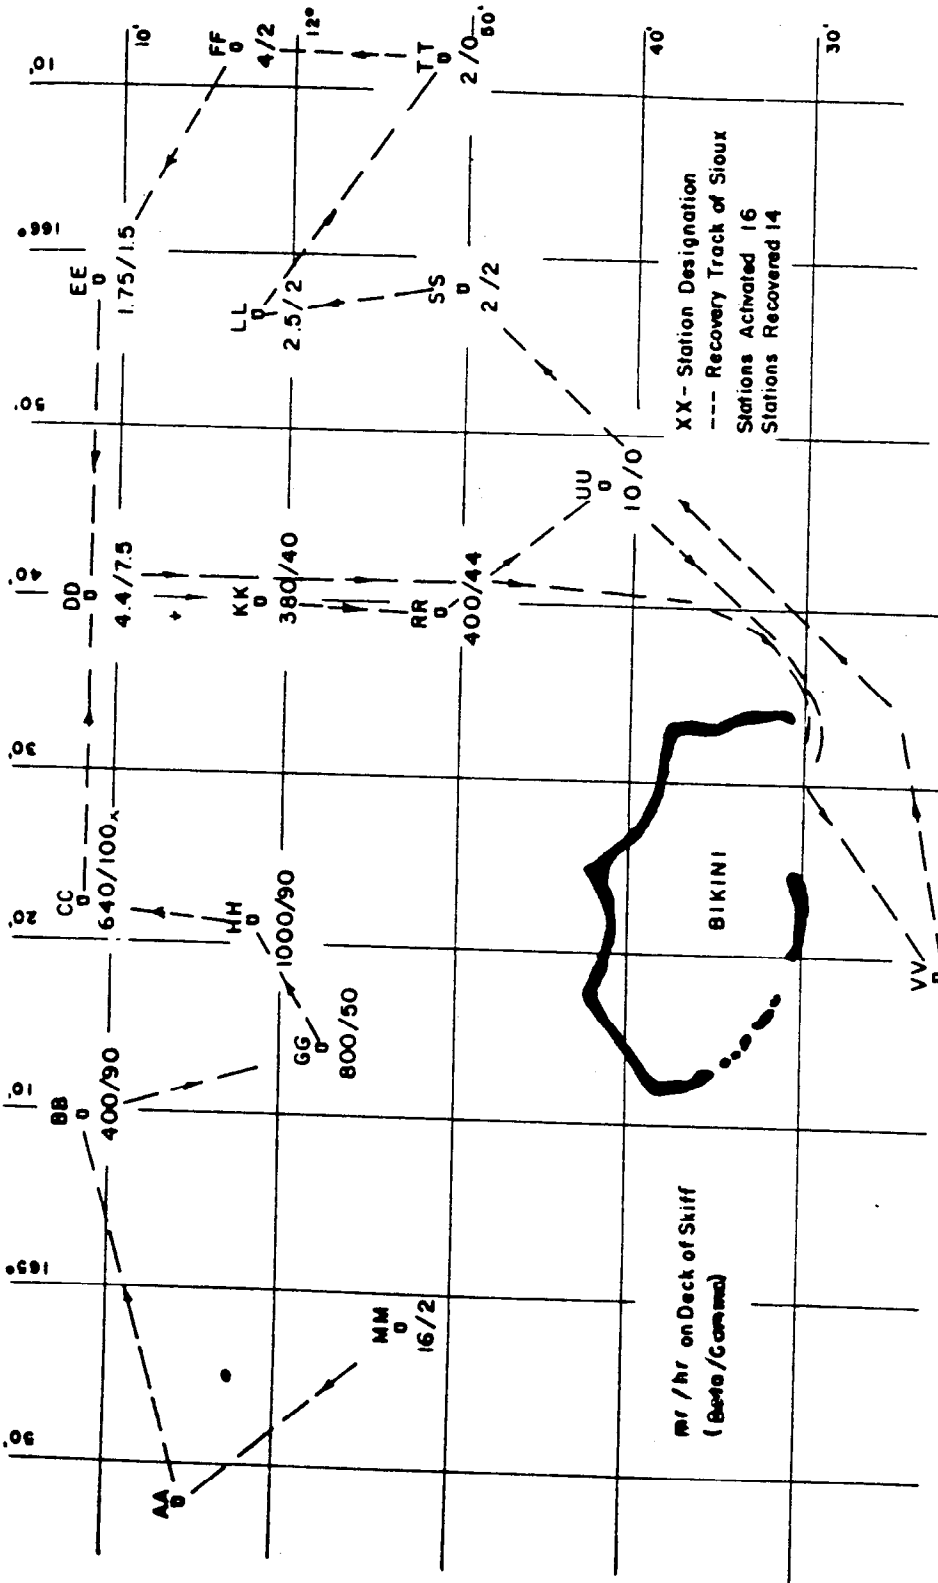 50'
165°
10'
20'
30'
40'
50'
166°
10'
AA
BB
400/90
CC
640/100x
DD
4.4/7.5
EE
1.75/1.5
10'
FF
4/2
GG
800/50
HH
1000/90
KK
380/40
LL
2.5/2
12°
MM
16/2
RR
400/44
SS
2/2
TT
2/0
50'
UU
10/0
40'
BIKINI
30'
VV
mr/hr on Deck of Skiff
(Beta/Gamma)
XX- Station Designation
--- Recovery Track of Sioux
Stations Activated 16
Stations Recovered 14